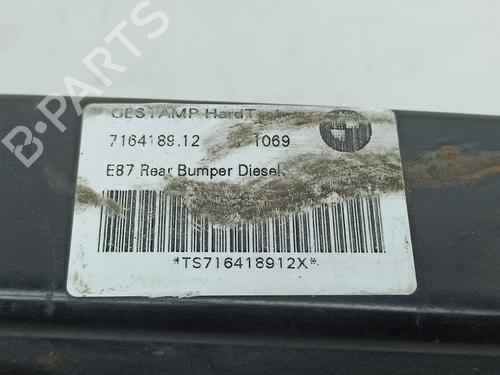 GESTAMP HardT
7164189.12 1069
E87 Rear Bumper Diesel
*TS716418912X*
B-PARTS